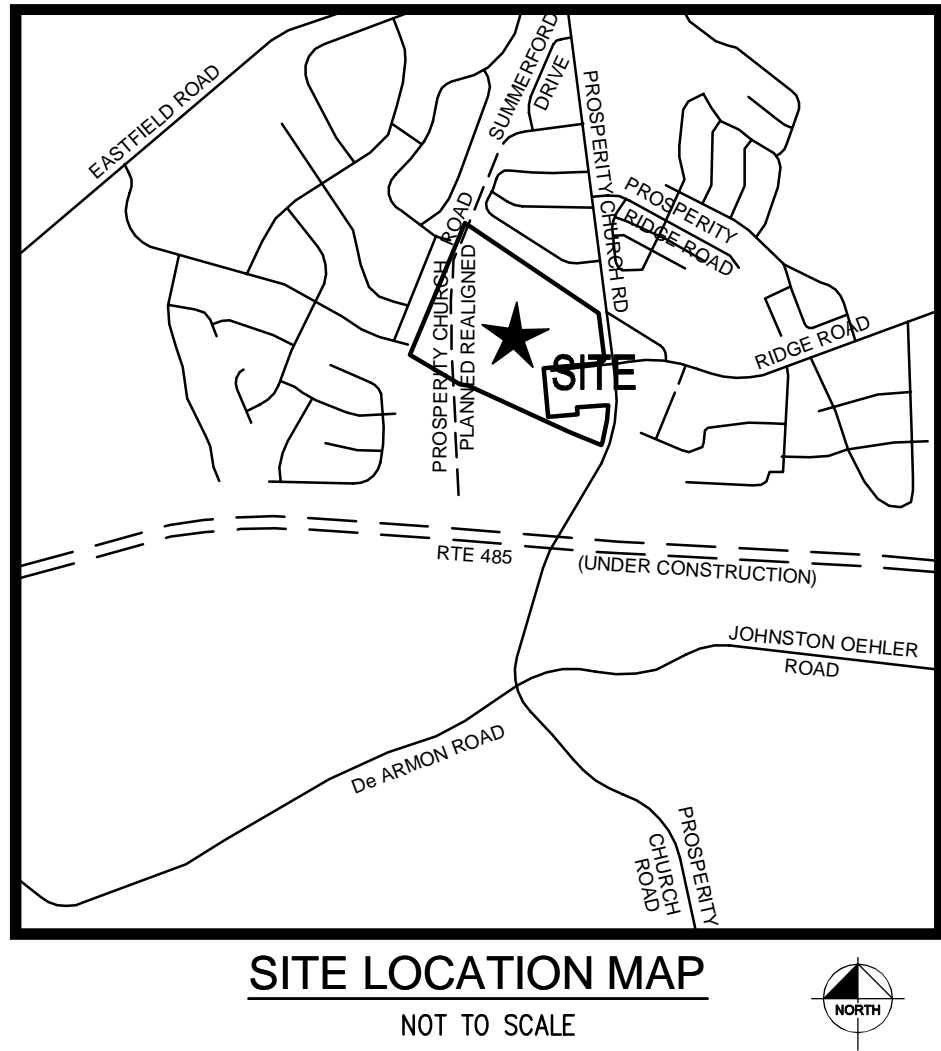 EASTFIELD ROAD
SUMMERFORD
DRIVE
PROSPERITY CHURCH RD
PROSPERITY
RIDGE ROAD
PROSPERITY CHURCH ROAD
PLANNED REALIGNED
SITE
RIDGE ROAD
RTE 485
(UNDER CONSTRUCTION)
JOHNSTON OEHLER
ROAD
De ARMON ROAD
PROSPERITY
CHURCH
ROAD
SITE LOCATION MAP
NOT TO SCALE
NORTH